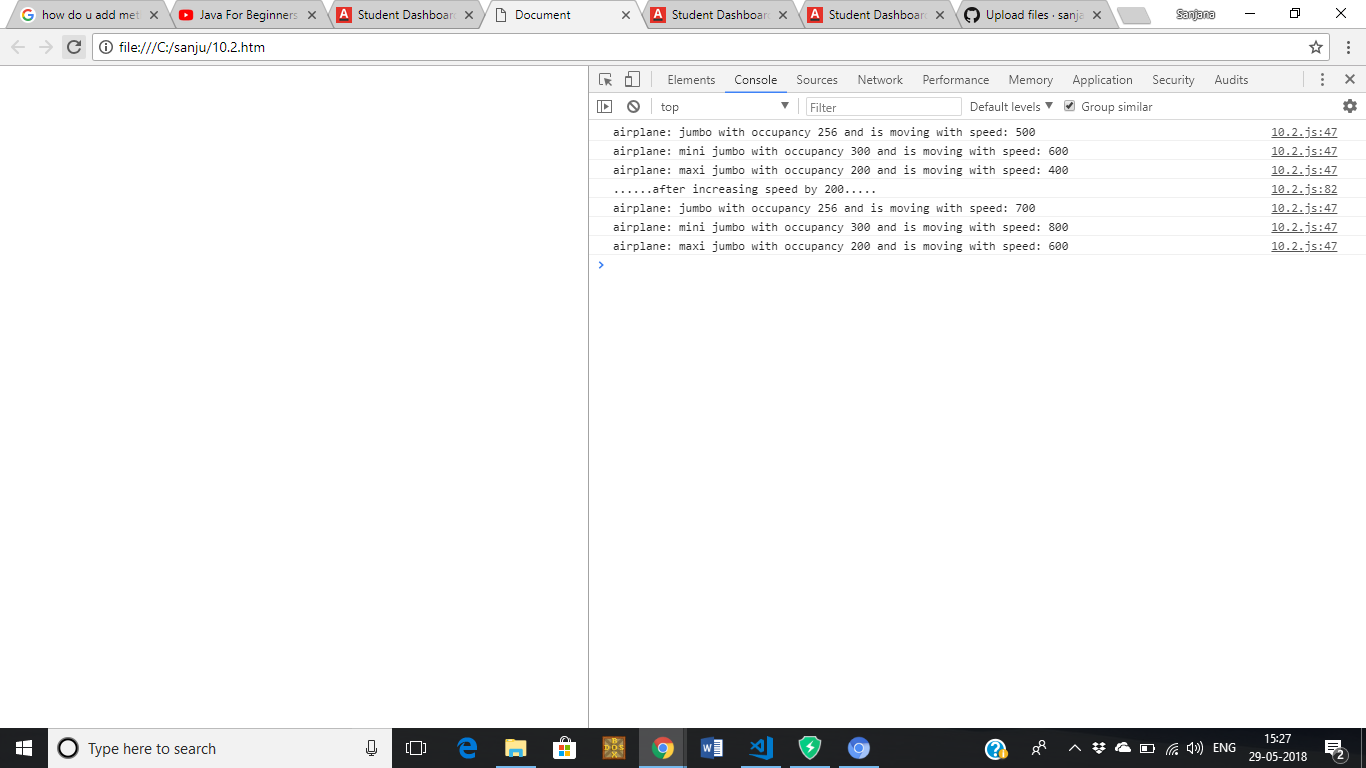 how do u add met
Java For Beginners
Student Dashboard
Document
Student Dashboard
Student Dashboard
Upload files · sanja
Sanjana
file:///C:/sanju/10.2.htm
Elements Console Sources Network Performance Memory Application Security Audits
top Filter Default levels Group similar
airplane: jumbo with occupancy 256 and is moving with speed: 500 10.2.js:47
airplane: mini jumbo with occupancy 300 and is moving with speed: 600 10.2.js:47
airplane: maxi jumbo with occupancy 200 and is moving with speed: 400 10.2.js:47
......after increasing speed by 200..... 10.2.js:82
airplane: jumbo with occupancy 256 and is moving with speed: 700 10.2.js:47
airplane: mini jumbo with occupancy 300 and is moving with speed: 800 10.2.js:47
airplane: maxi jumbo with occupancy 200 and is moving with speed: 600 10.2.js:47
Type here to search
ENG
15:27
29-05-2018
2